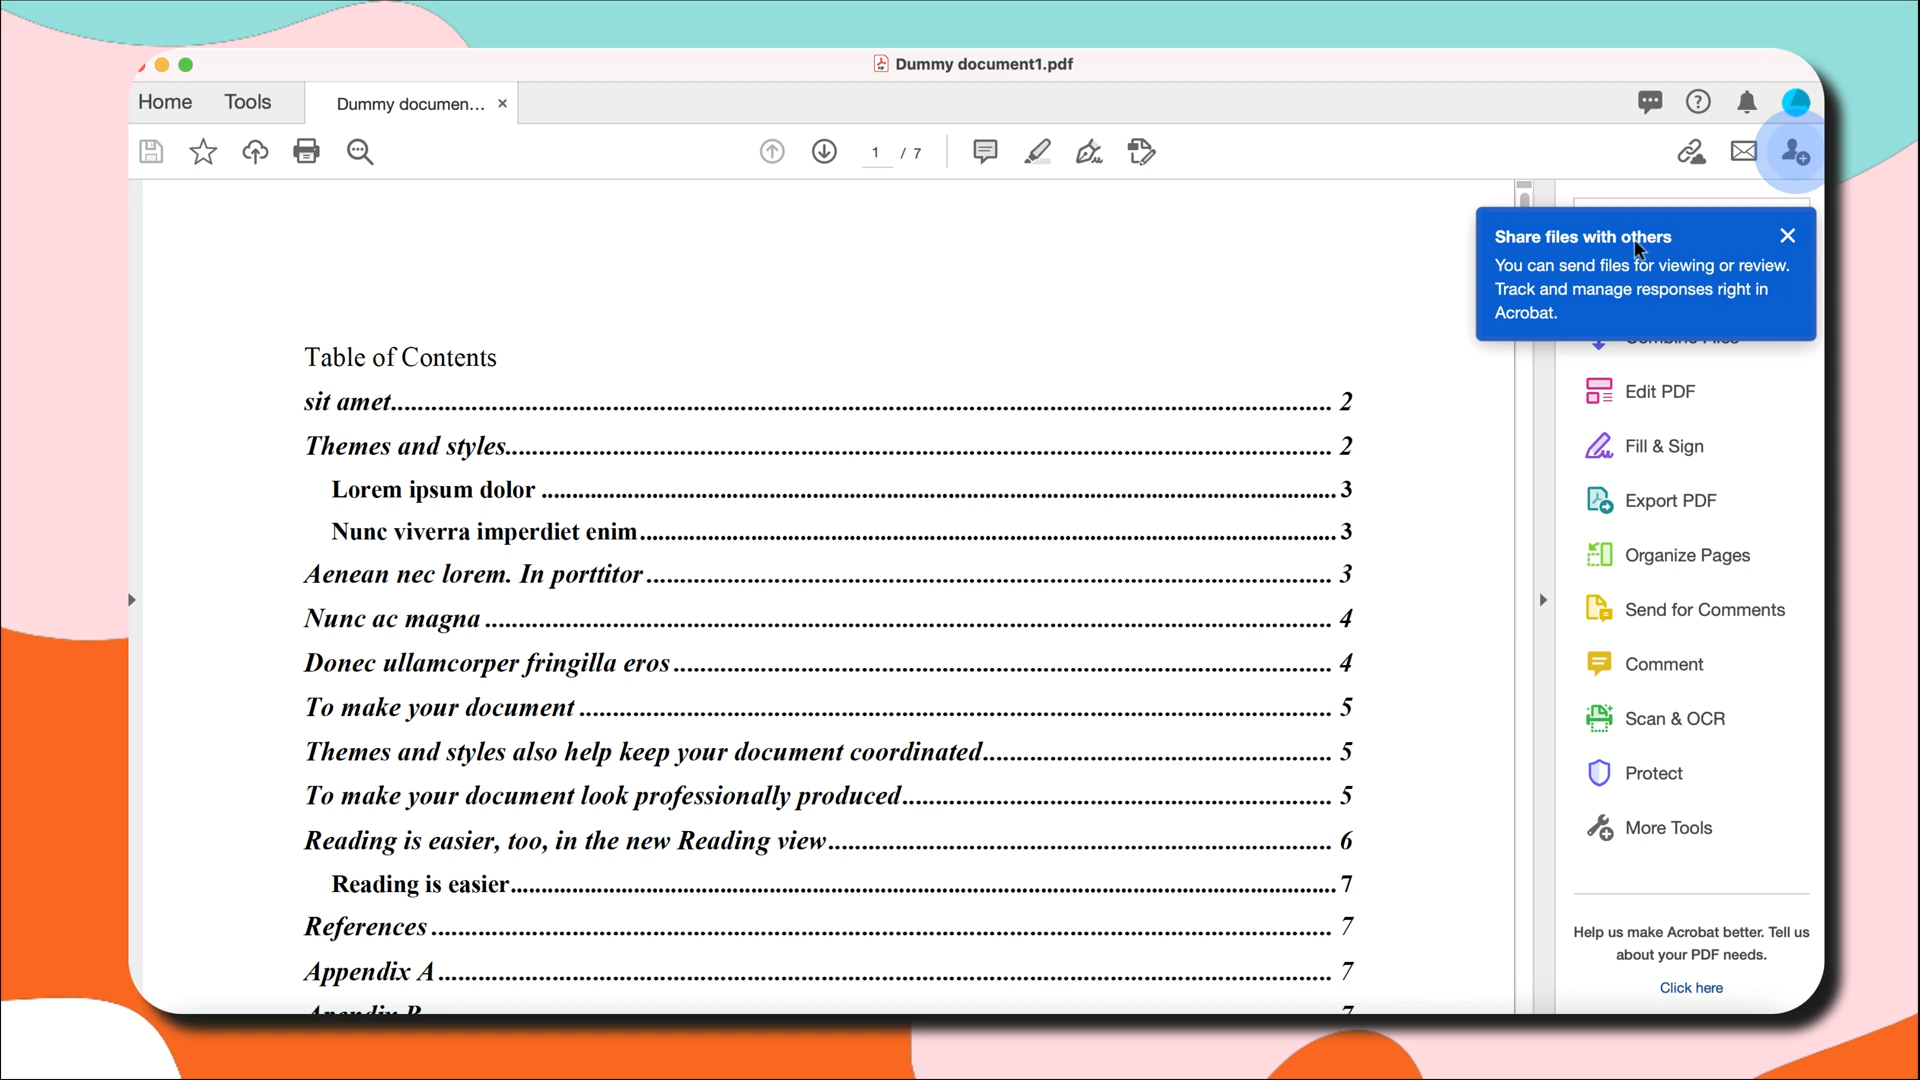 Dummy document1.pdf
Home Tools Dummy documen...
1 / 7
Share files with others
You can send files for viewing or review.
Track and manage responses right in
Acrobat.
Table of Contents
sit amet 2
Themes and styles 2
Lorem ipsum dolor 3
Nunc viverra imperdiet enim 3
Aenean nec lorem. In porttitor 3
Nunc ac magna 4
Donec ullamcorper fringilla eros 4
To make your document 5
Themes and styles also help keep your document coordinated 5
To make your document look professionally produced 5
Reading is easier, too, in the new Reading view 6
Reading is easier 7
References 7
Appendix A 7
Edit PDF
Fill & Sign
Export PDF
Organize Pages
Send for Comments
Comment
Scan & OCR
Protect
More Tools
Help us make Acrobat better. Tell us
about your PDF needs.
Click here